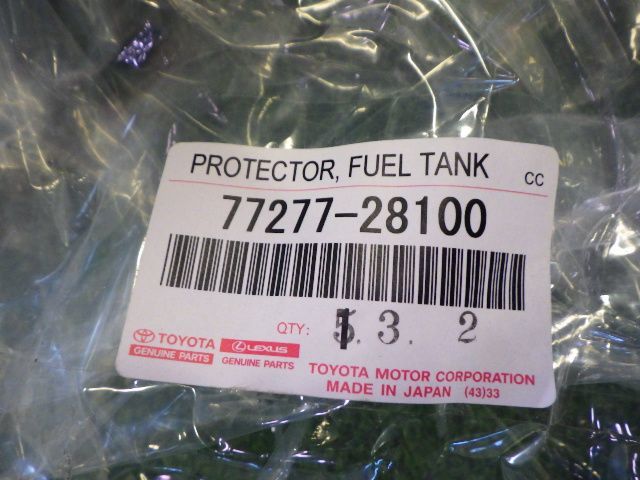 PROTECTOR, FUEL TANK CC
77277-28100
QTY: 5. 3. 2
TOYOTA LEXUS
GENUINE PARTS GENUINE PARTS
TOYOTA MOTOR CORPORATION
MADE IN JAPAN (43)33